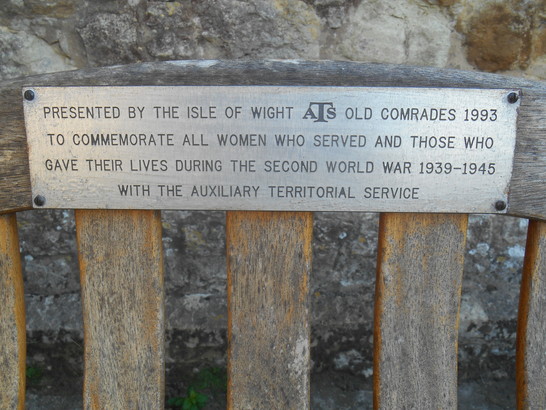 PRESENTED BY THE ISLE OF WIGHT ATS OLD COMRADES 1993
TO COMMEMORATE ALL WOMEN WHO SERVED AND THOSE WHO
GAVE THEIR LIVES DURING THE SECOND WORLD WAR 1939-1945
WITH THE AUXILIARY TERRITORIAL SERVICE